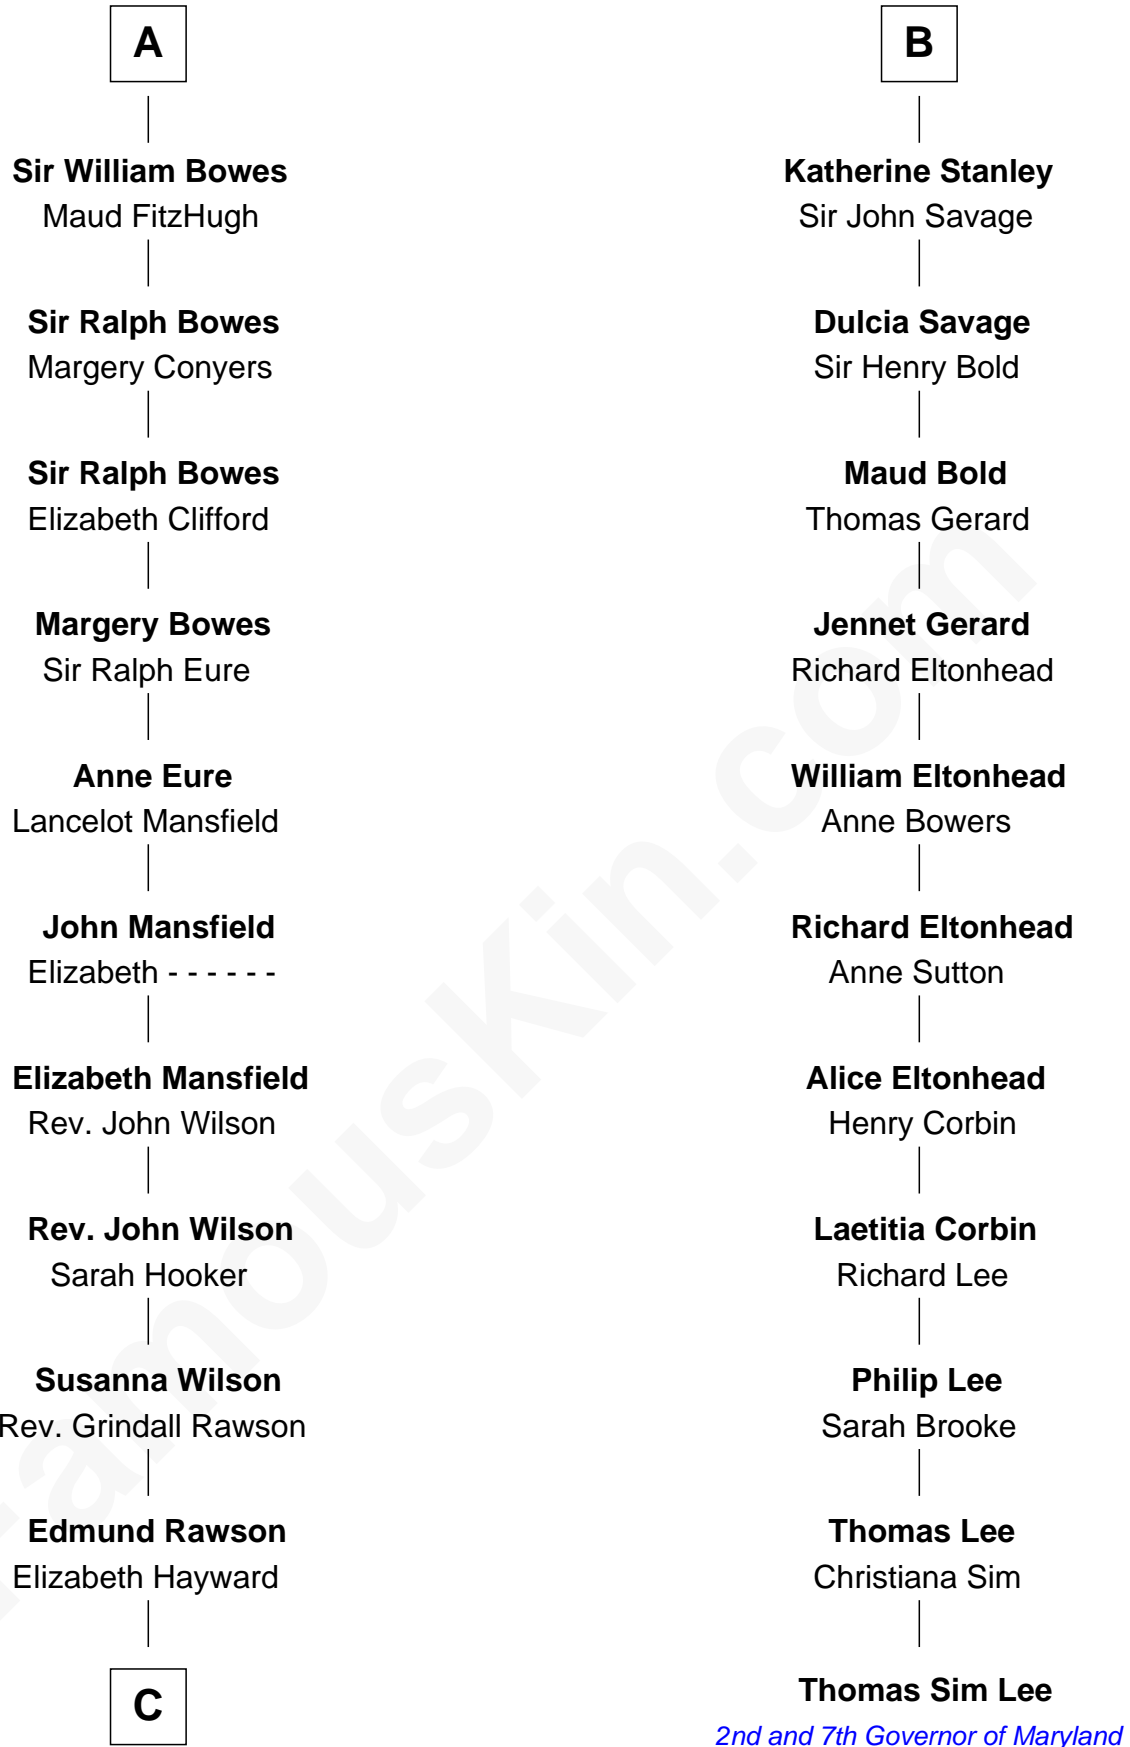 A
Sir William Bowes
Maud FitzHugh
Sir Ralph Bowes
Margery Conyers
Sir Ralph Bowes
Elizabeth Clifford
Margery Bowes
Sir Ralph Eure
Anne Eure
Lancelot Mansfield
John Mansfield
Elizabeth - - - - - -
Elizabeth Mansfield
Rev. John Wilson
Rev. John Wilson
Sarah Hooker
Susanna Wilson
Rev. Grindall Rawson
Edmund Rawson
Elizabeth Hayward
C
B
Katherine Stanley
Sir John Savage
Dulcia Savage
Sir Henry Bold
Maud Bold
Thomas Gerard
Jennet Gerard
Richard Eltonhead
William Eltonhead
Anne Bowers
Richard Eltonhead
Anne Sutton
Alice Eltonhead
Henry Corbin
Laetitia Corbin
Richard Lee
Philip Lee
Sarah Brooke
Thomas Lee
Christiana Sim
Thomas Sim Lee
2nd and 7th Governor of Maryland
FamousKin.com